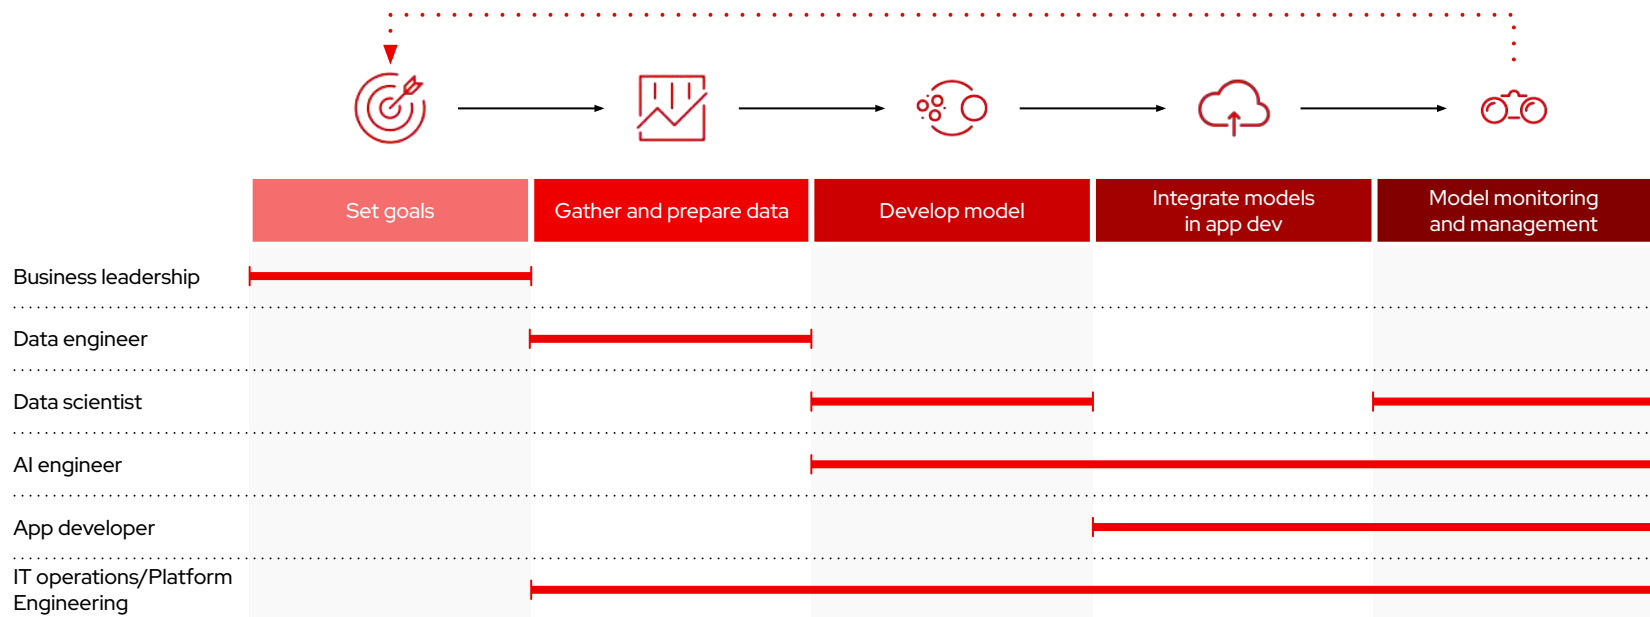 Set goals
Gather and prepare data
Develop model
Integrate models
in app dev
Model monitoring
and management
Business leadership
Data engineer
Data scientist
AI engineer
App developer
IT operations/Platform
Engineering